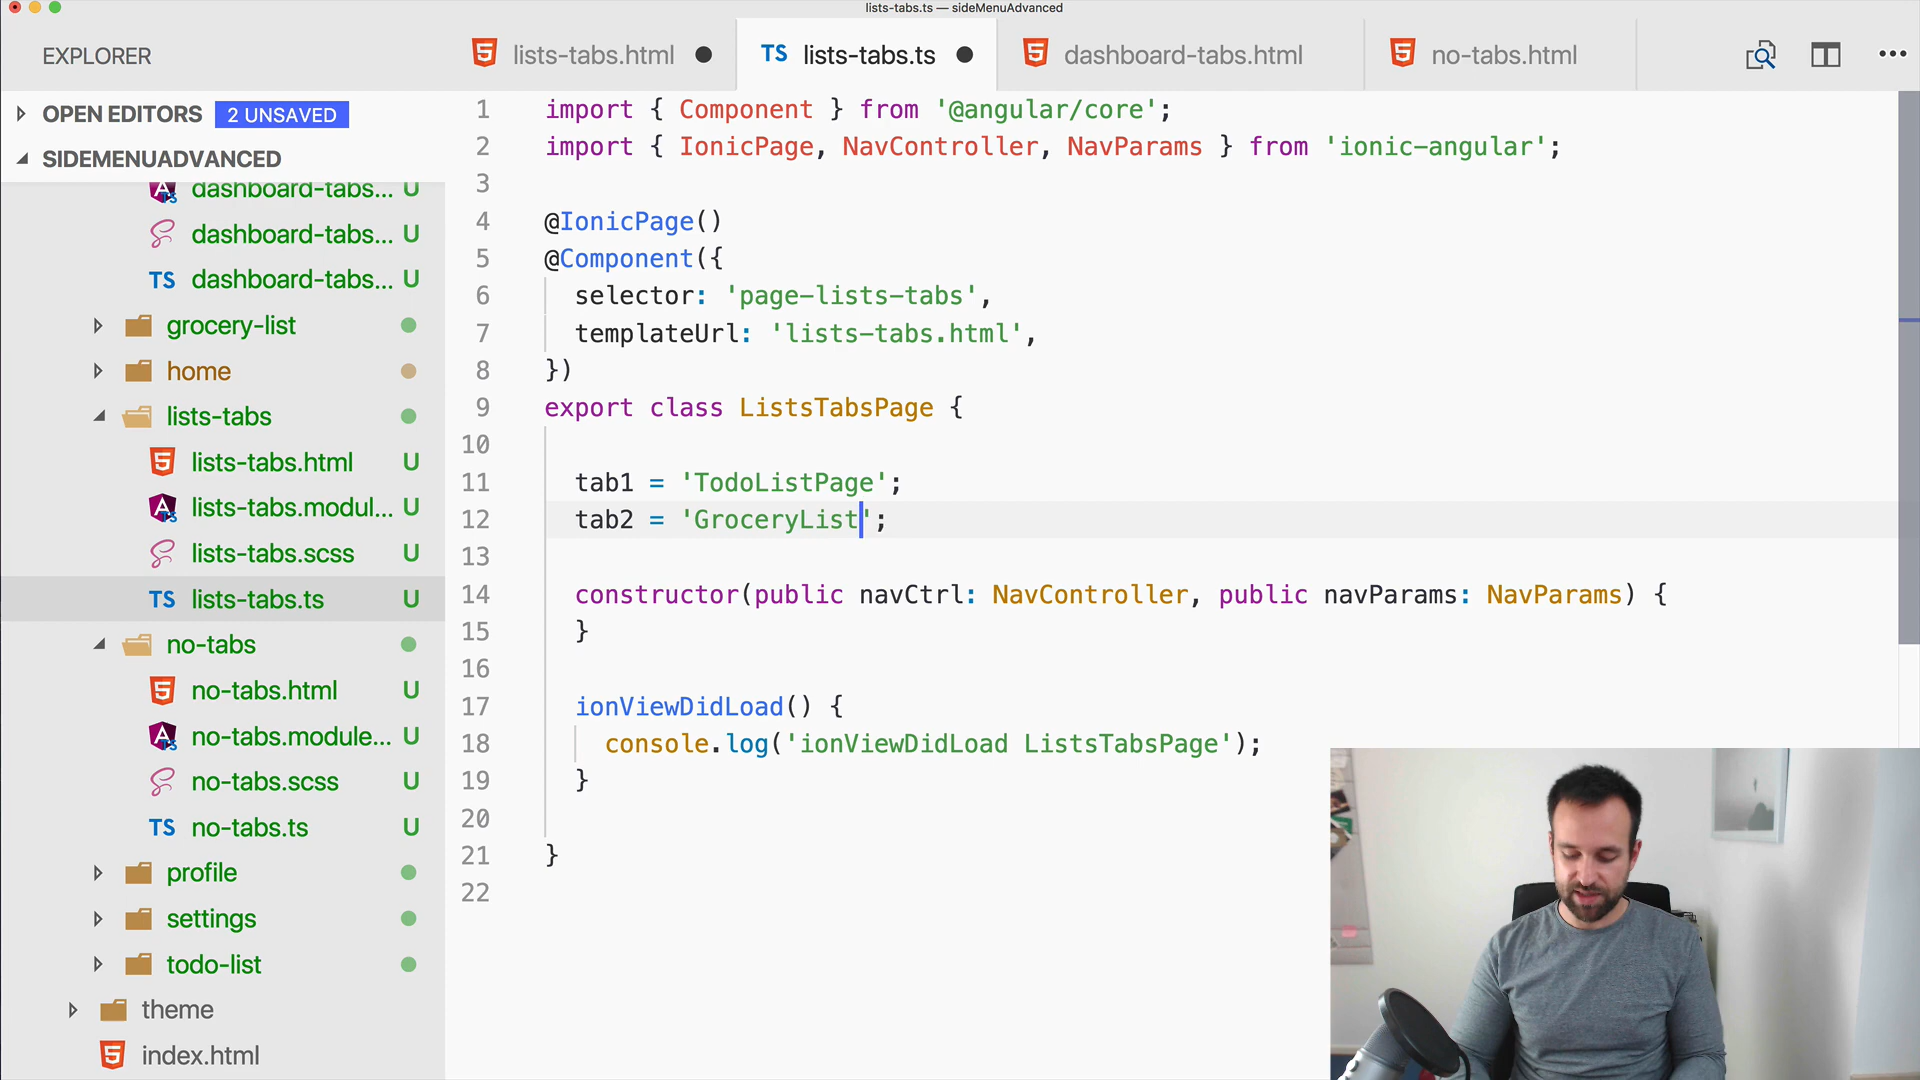 lists-tabs.ts — sideMenuAdvanced
EXPLORER
lists-tabs.html
TS lists-tabs.ts
dashboard-tabs.html
no-tabs.html
OPEN EDITORS 2 UNSAVED
SIDEMENUADVANCED
dashboard-tabs... U
dashboard-tabs... U
TS dashboard-tabs... U
grocery-list
home
lists-tabs
lists-tabs.html U
lists-tabs.modul... U
lists-tabs.scss U
TS lists-tabs.ts U
no-tabs
no-tabs.html U
no-tabs.module... U
no-tabs.scss U
TS no-tabs.ts U
profile
settings
todo-list
theme
index.html
1 import { Component } from '@angular/core';
2 import { IonicPage, NavController, NavParams } from 'ionic-angular';
3
4 @IonicPage()
5 @Component({
6 selector: 'page-lists-tabs',
7 templateUrl: 'lists-tabs.html',
8 })
9 export class ListsTabsPage {
10
11 tab1 = 'TodoListPage';
12 tab2 = 'GroceryList';
13
14 constructor(public navCtrl: NavController, public navParams: NavParams) {
15 }
16
17 ionViewDidLoad() {
18 console.log('ionViewDidLoad ListsTabsPage');
19 }
20
21 }
22